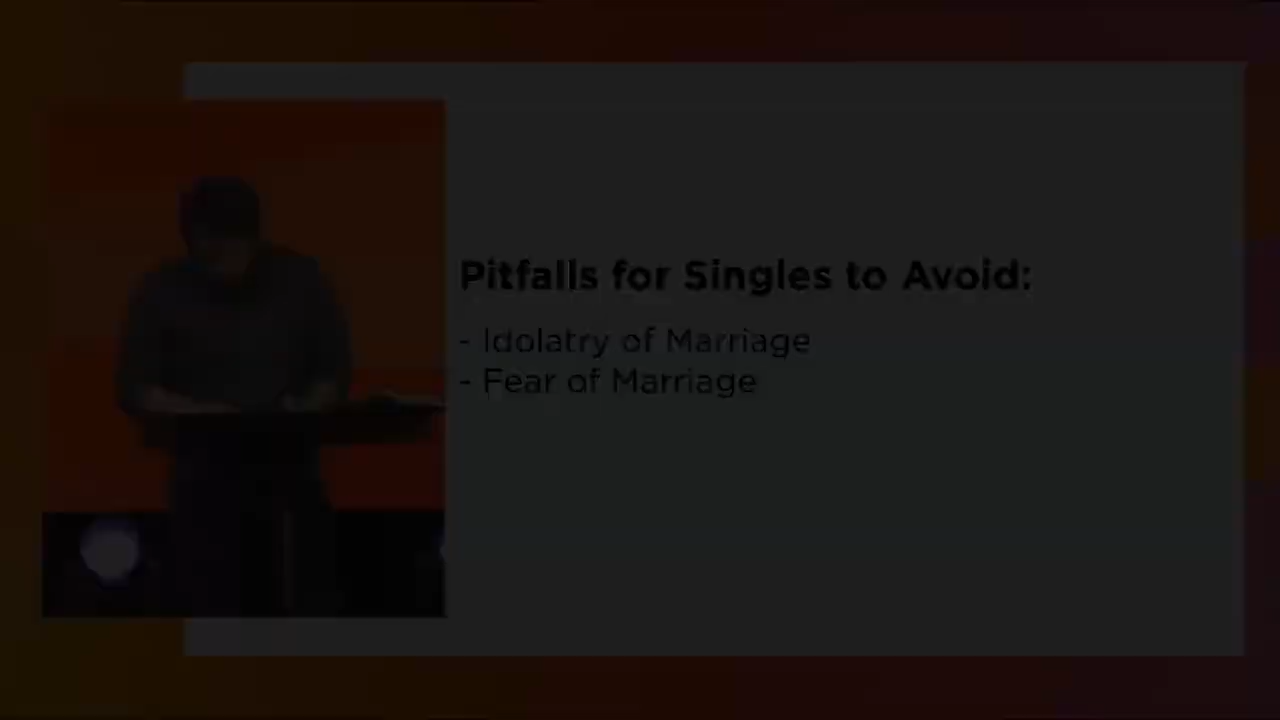 Pitfalls for Singles to Avoid:
- Idolatry of Marriage
- Fear of Marriage